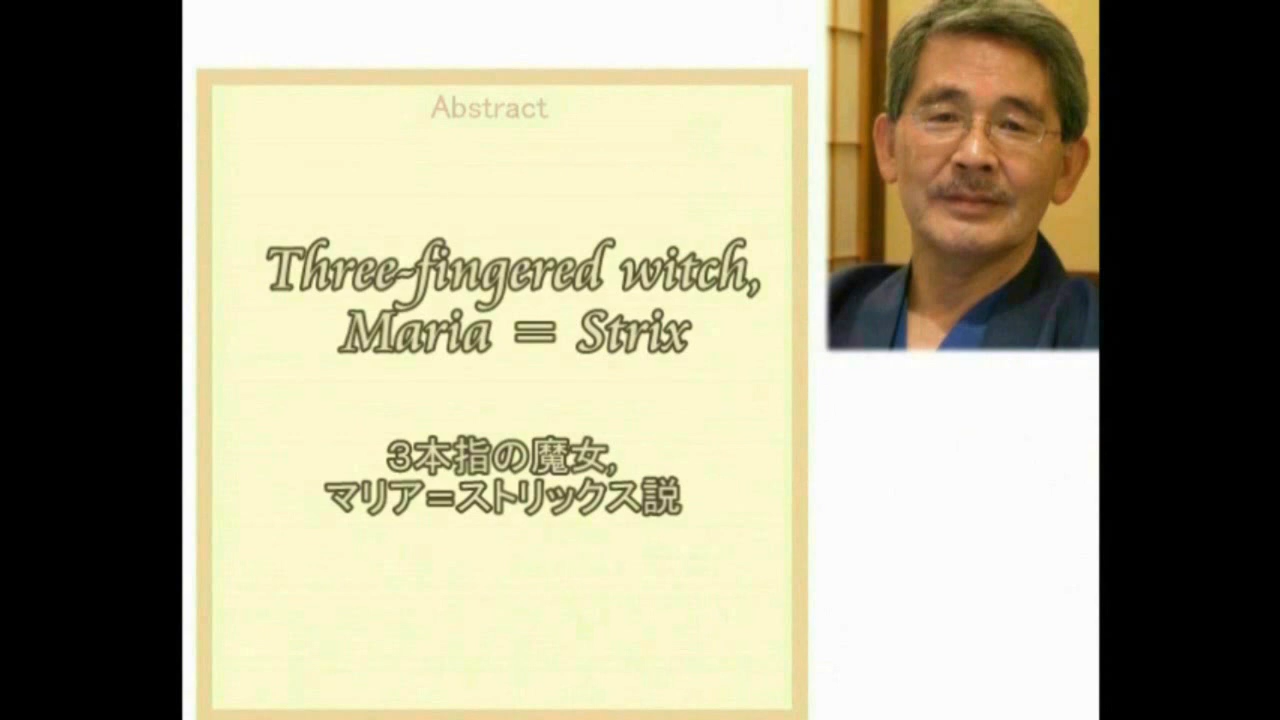 Abstract
Three-fingered witch,
Maria = Strix
3本指の魔女,
マリア=ストリックス説